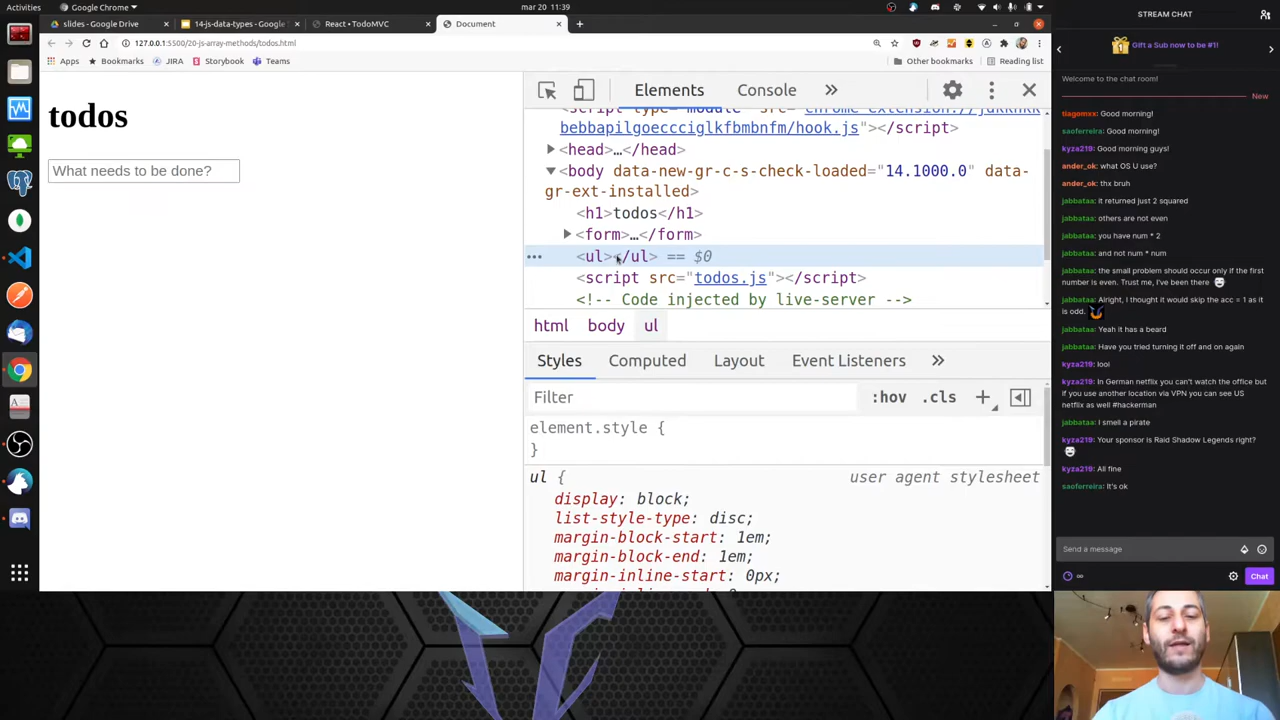 Activities
Google Chrome
mar 20 11:39
slides - Google Drive
14-js-data-types - Google
React • TodoMVC
Document
127.0.0.1:5500/20-js-array-methods/todos.html
Apps
Bookmarks
JIRA
Storybook
Teams
Other bookmarks
Reading list
todos
What needs to be done?
Elements
Console
bebbapilgoeccciglkfbmbnfm/hook.js"></script>
<head>…</head>
<body data-new-gr-c-s-check-loaded="14.1000.0" data-
gr-ext-installed>
<h1>todos</h1>
<form>…</form>
<ul></ul> == $0
<script src="todos.js"></script>
<!-- Code injected by live-server -->
html body ul
Styles
Computed
Layout
Event Listeners
Filter
:hov .cls
element.style {
}
ul {
user agent stylesheet
display: block;
list-style-type: disc;
margin-block-start: 1em;
margin-block-end: 1em;
margin-inline-start: 0px;
STREAM CHAT
Gift a Sub now to be #1!
Welcome to the chat room!
New
tiagomxx: Good morning!
saoferreira: Good morning!
kyza219: Good morning guys!
ander_ok: what OS U use?
ander_ok: thx bruh
jabbataa: it returned just 2 squared
jabbataa: others are not even
jabbataa: you have num * 2
jabbataa: and not num * num
jabbataa: the small problem should occur only if the first
number is even. Trust me, I've been there
jabbataa: Alright, I thought it would skip the acc = 1 as it
is odd.
jabbataa: Yeah it has a beard
jabbataa: Have you tried turning it off and on again
kyza219: lool
kyza219: In German netflix you can't watch the office but
if you use another location via VPN you can see US
netflix as well #hackerman
jabbataa: I smell a pirate
kyza219: Your sponsor is Raid Shadow Legends right?
kyza219: All fine
saoferreira: It's ok
Send a message
Chat